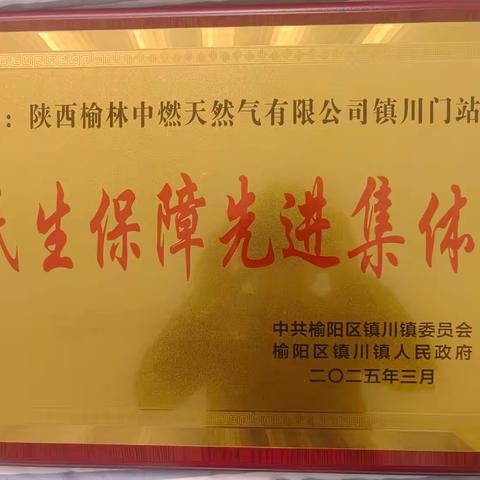 ：陕西榆林中燃天然气有限公司镇川门站
民生保障先进集体
中共榆阳区镇川镇委员会
榆阳区镇川镇人民政府
二〇二五年三月